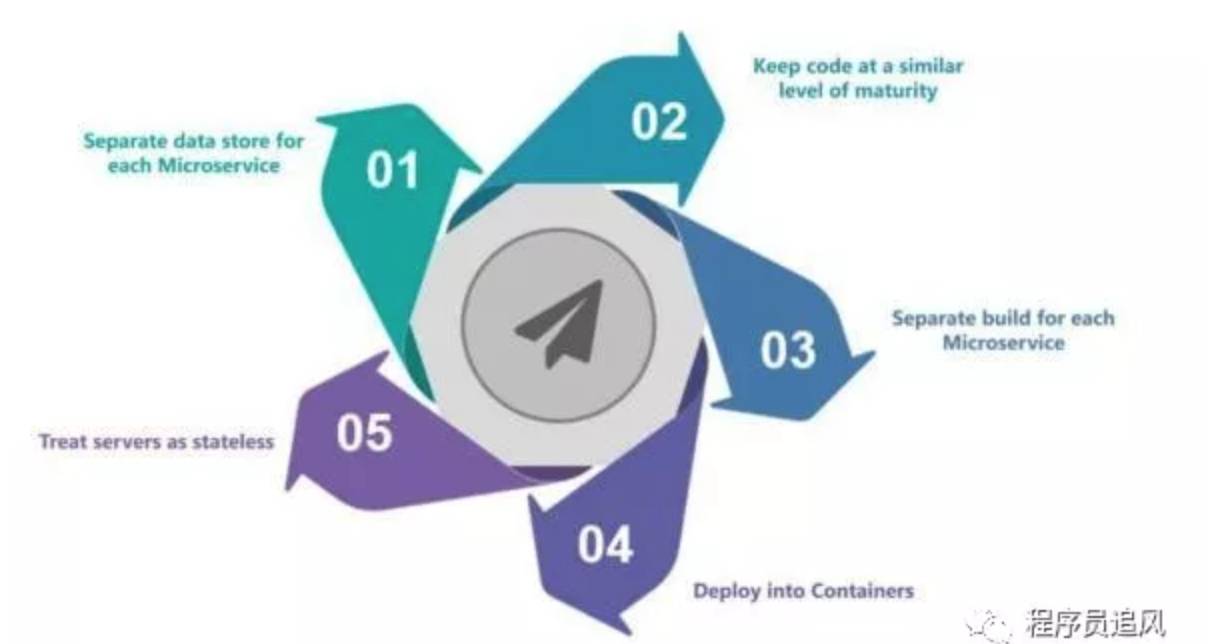 Separate data store for
each Microservice
01
02
Keep code at a similar
level of maturity
03
Separate build for each
Microservice
04
Deploy into Containers
05
Treat servers as stateless
程序员追风